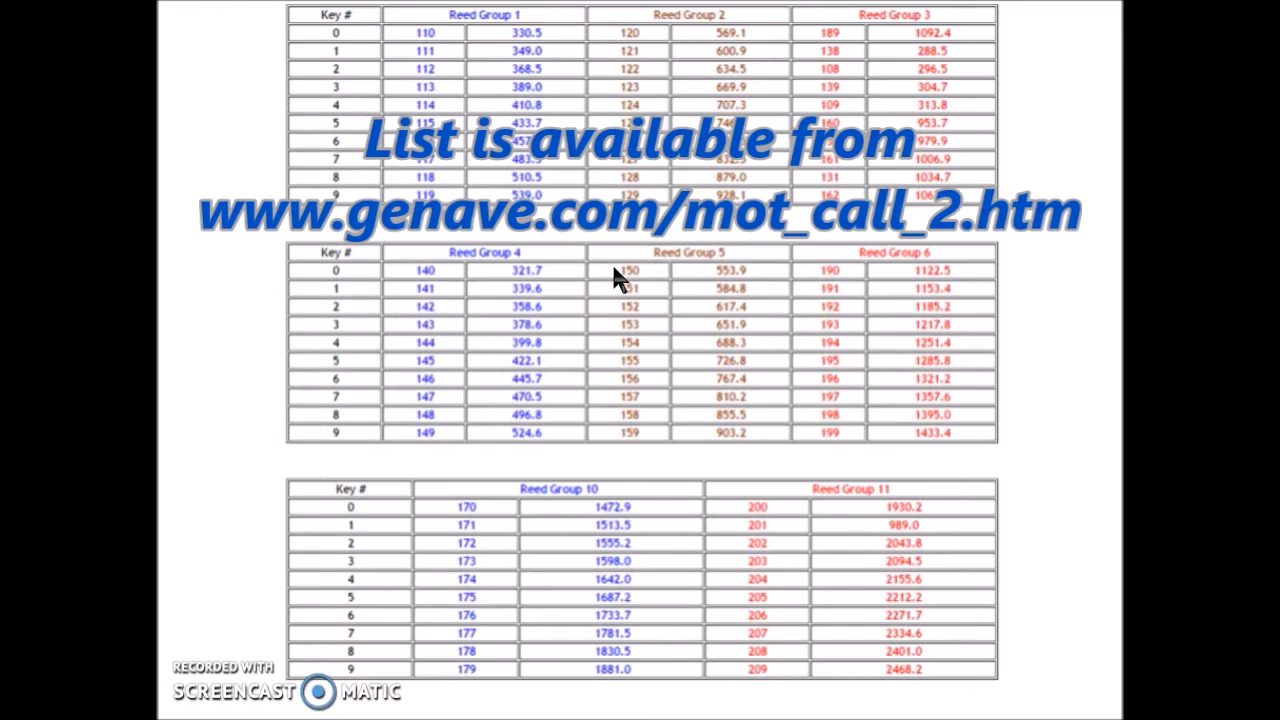 Key # Reed Group 1 Reed Group 2 Reed Group 3
0 110 330.5 120 569.1 189 1092.4
1 111 349.0 121 600.9 138 288.5
2 112 368.5 122 634.5 108 296.5
3 113 389.0 123 669.9 139 304.7
4 114 410.8 124 707.3 109 313.8
5 115 433.7 160 953.7
List is available from
6 979.9
7 483.3 161 1006.9
8 118 510.5 128 879.0 131 1034.7
9 119 539.0 129 928.1 162
www.genave.com/mot_call_2.htm
Key # Reed Group 4 Reed Group 5 Reed Group 6
0 140 321.7 150 553.9 190 1122.5
1 141 339.6 151 584.8 191 1153.4
2 142 358.6 152 617.4 192 1185.2
3 143 378.6 153 651.9 193 1217.8
4 144 399.8 154 688.3 194 1251.4
5 145 422.1 155 726.8 195 1285.8
6 146 445.7 156 767.4 196 1321.2
7 147 470.5 157 810.2 197 1357.6
8 148 496.8 158 855.5 198 1395.0
9 149 524.6 159 903.2 199 1433.4
Key # Reed Group 10 Reed Group 11
0 170 1472.9 200 1930.2
1 171 1513.5 201 989.0
2 172 1555.2 202 2043.8
3 173 1598.0 203 2094.5
4 174 1642.0 204 2155.6
5 175 1687.2 205 2212.2
6 176 1733.7 206 2271.7
7 177 1781.5 207 2334.6
8 178 1830.5 208 2401.0
9 179 1881.0 209 2468.2
RECORDED WITH
SCREENCAST MATIC